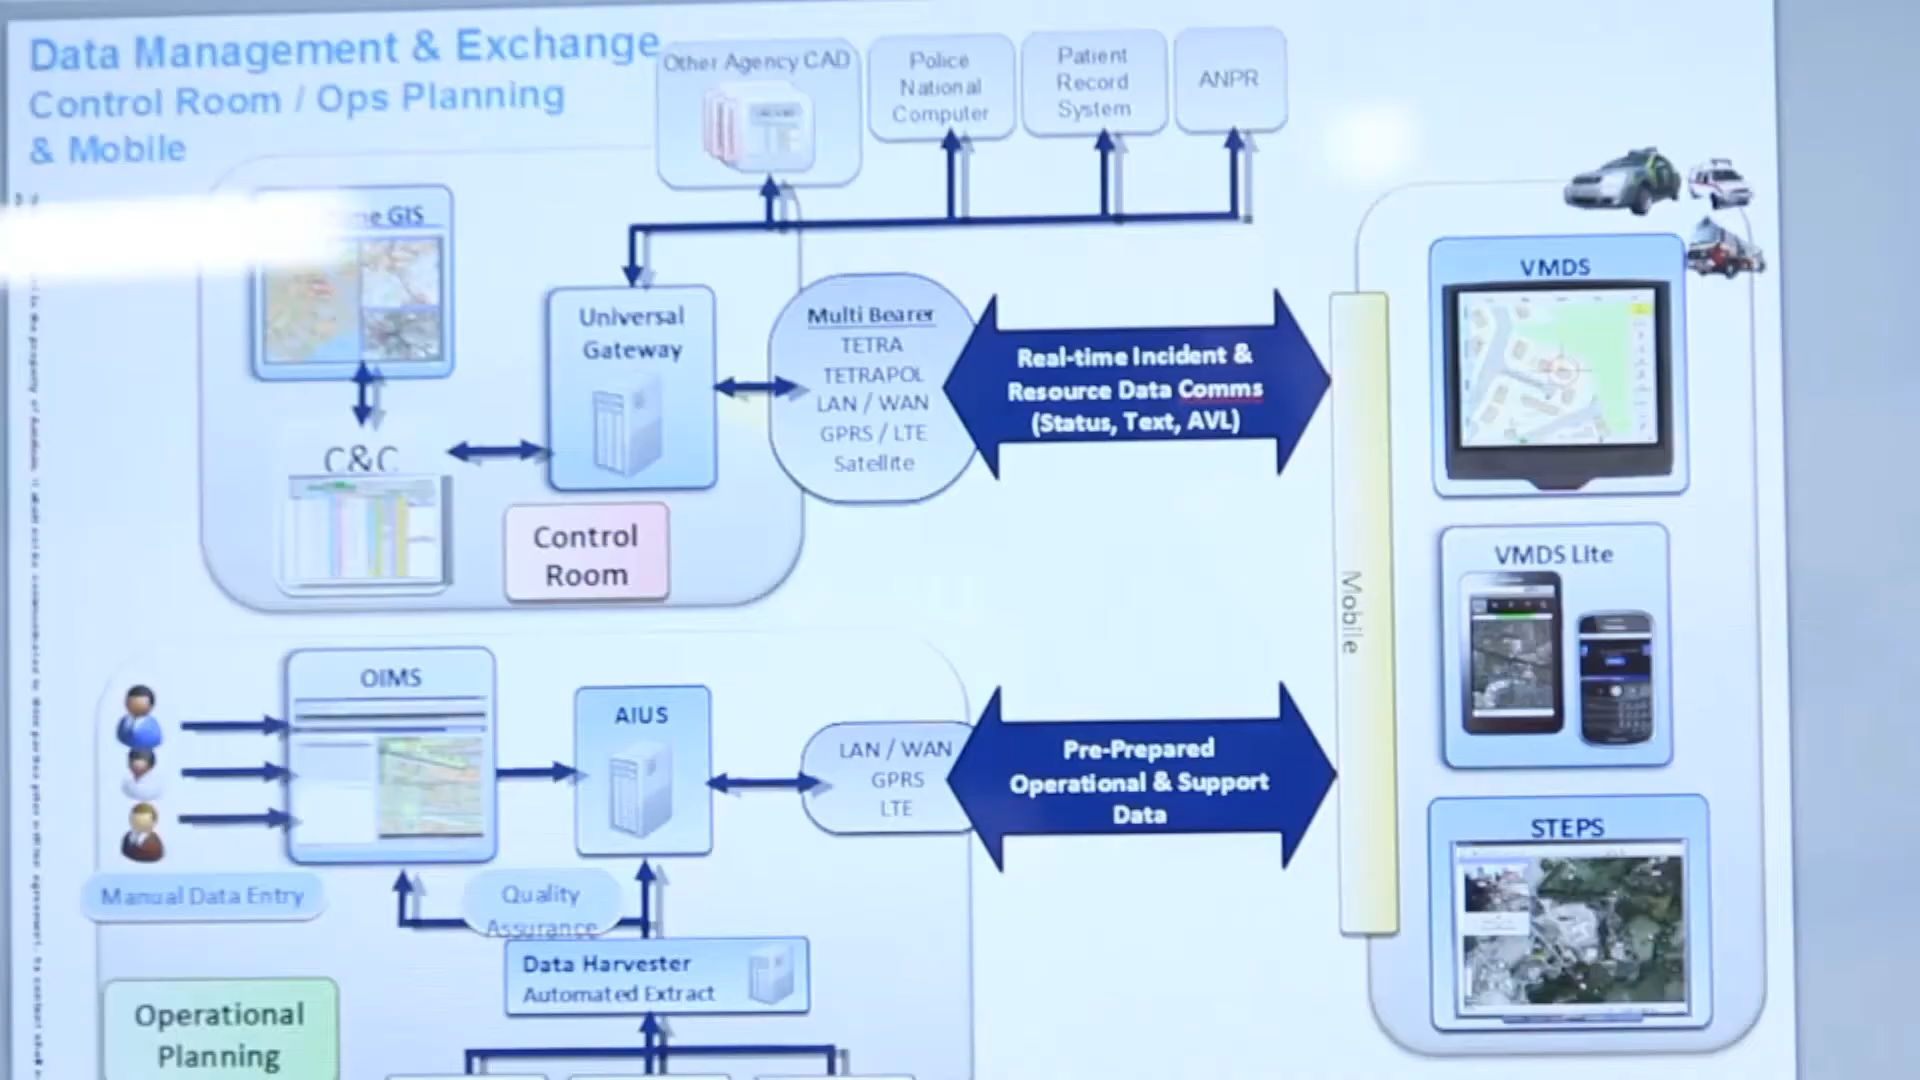 Data Management & Exchange
Control Room / Ops Planning
& Mobile
Other Agency CAD
Police
National
Computer
Patient
Record
System
ANPR
GIS
C&C
Universal
Gateway
Control
Room
Multi Bearer
TETRA
TETRAPOL
LAN / WAN
GPRS / LTE
Satellite
Real-time Incident &
Resource Data Comms
(Status, Text, AVL)
Mobile
VMDS
VMDS Lite
STEPS
OIMS
AIUS
LAN / WAN
GPRS
LTE
Pre-Prepared
Operational & Support
Data
Manual Data Entry
Quality
Assurance
Data Harvester
Automated Extract
Operational
Planning